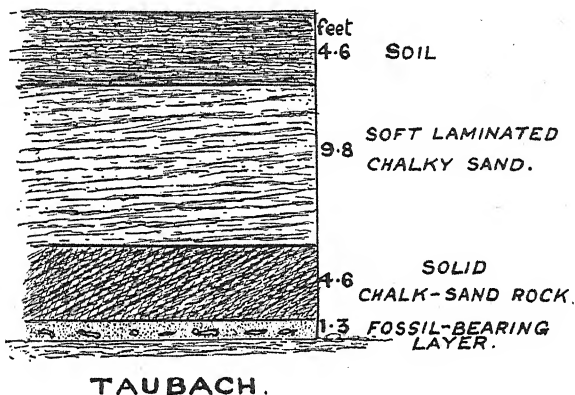 feet
4·6 SOIL
9·8 SOFT LAMINATED
CHALKY SAND.
4·6 SOLID
CHALK-SAND ROCK.
1·3 FOSSIL-BEARING
LAYER.
TAUBACH.